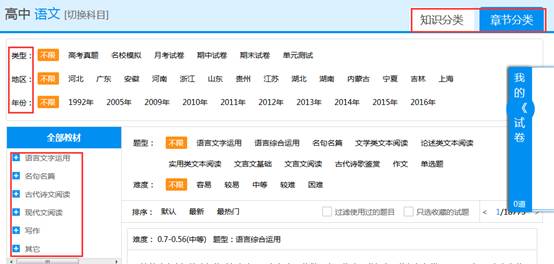 高中 语文 [切换科目]
知识分类 章节分类
类型： 不限 高考真题 名校模拟 月考试卷 期中试卷 期末试卷 单元测试
地区： 不限 河北 广东 安徽 河南 浙江 山东 贵州 江苏 湖北 湖南 内蒙古 宁夏 吉林 上海
年份： 不限 1992年 2005年 2009年 2010年 2011年 2012年 2013年 2014年 2015年 2016年
我的《试卷
0道
全部教材
语言文字运用
名句名篇
古代诗文阅读
现代文阅读
写作
其它
题型： 不限 语言文字运用 语言综合运用 名句名篇 文学类文本阅读 论述类文本阅读
实用类文本阅读 文言文基础 文言文阅读 古代诗歌鉴赏 作文 单选题
难度： 不限 容易 较易 中等 较难 困难
排序： 默认 最新 最热门 过滤使用过的题目 只选收藏的试题 < 1/16775 >
难度： 0.7-0.56(中等) 题型：语言综合运用